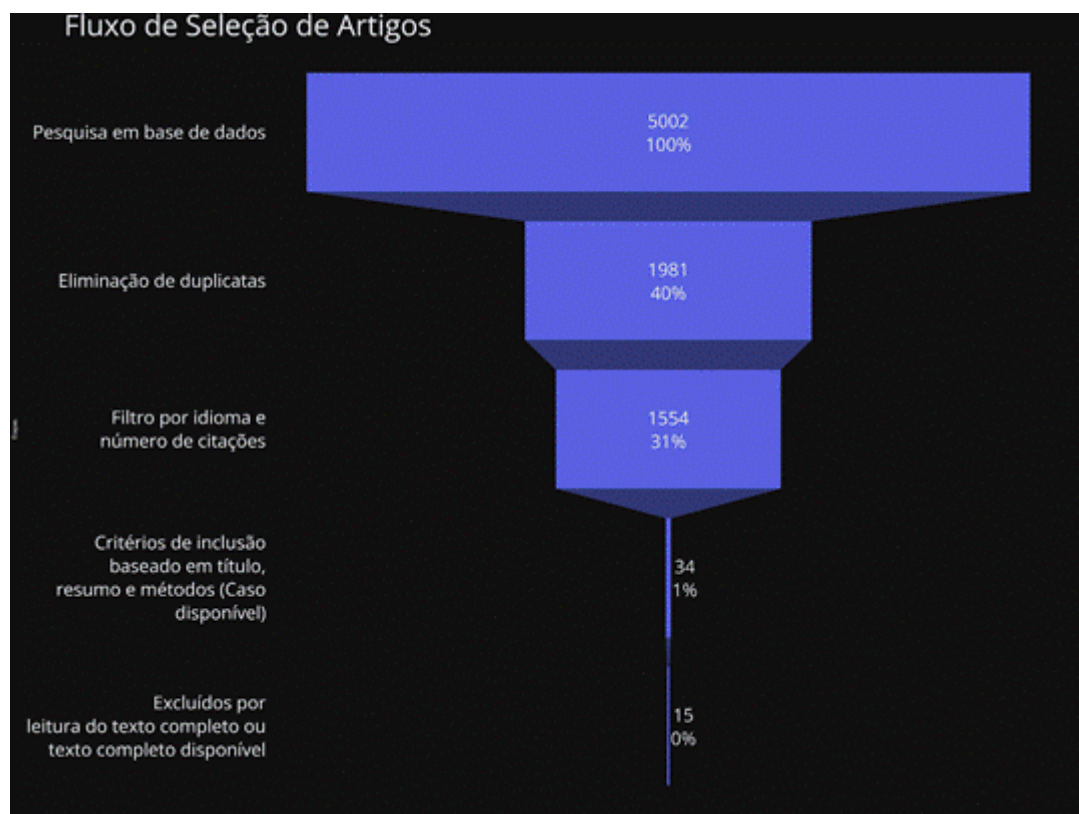 Fluxo de Seleção de Artigos
Pesquisa em base de dados
5002
100%
Eliminação de duplicatas
1981
40%
Filtro por idioma e
número de citações
1554
31%
Critérios de inclusão
baseado em título,
resumo e métodos (Caso
disponível)
34
1%
Excluídos por
leitura do texto completo ou
texto completo disponível
15
0%